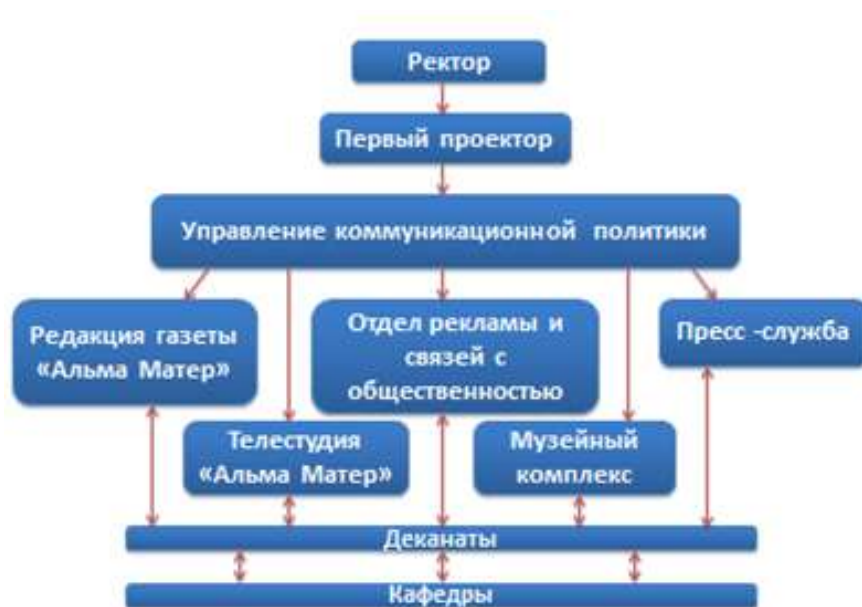 Ректор
Первый проектор
Управление коммуникационной политики
Редакция газеты
«Альма Матер»
Отдел рекламы и
связей с
общественностью
Пресс -служба
Телестудия
«Альма Матер»
Музейный
комплекс
Деканаты
Кафедры